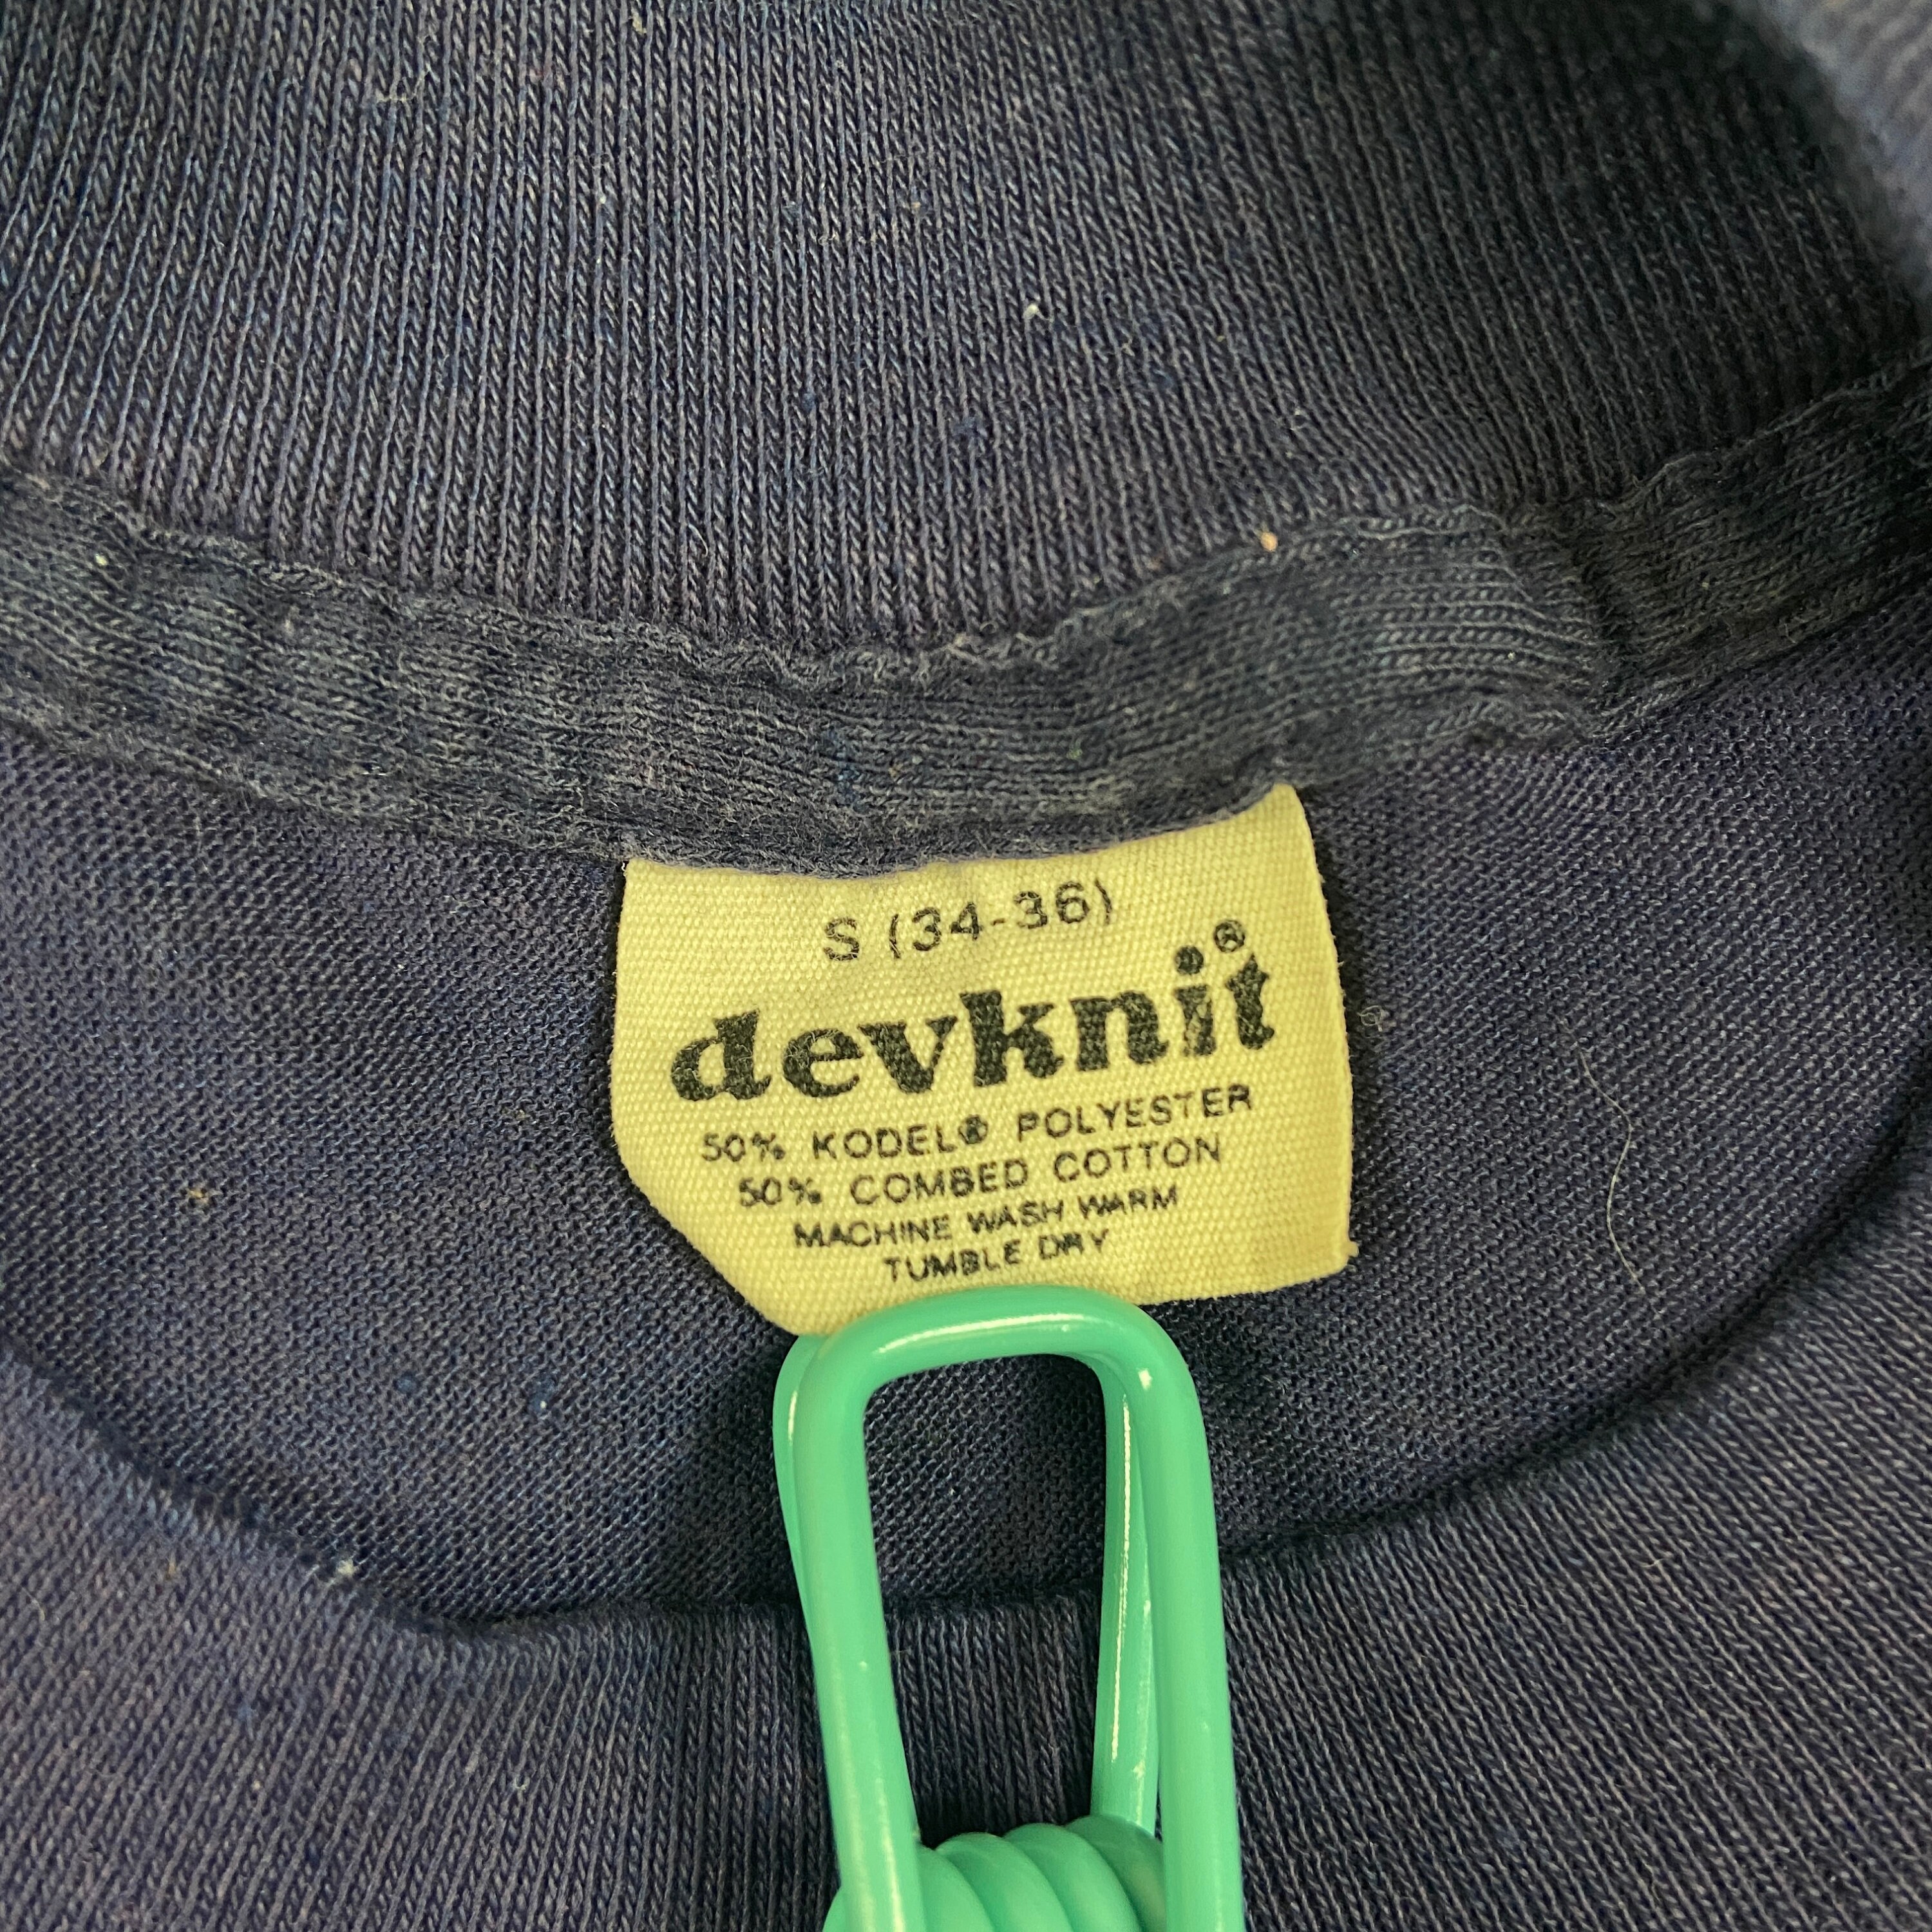 S (34-36)
devknit®
50% KODEL® POLYESTER
50% COMBED COTTON
MACHINE WASH WARM
TUMBLE DRY